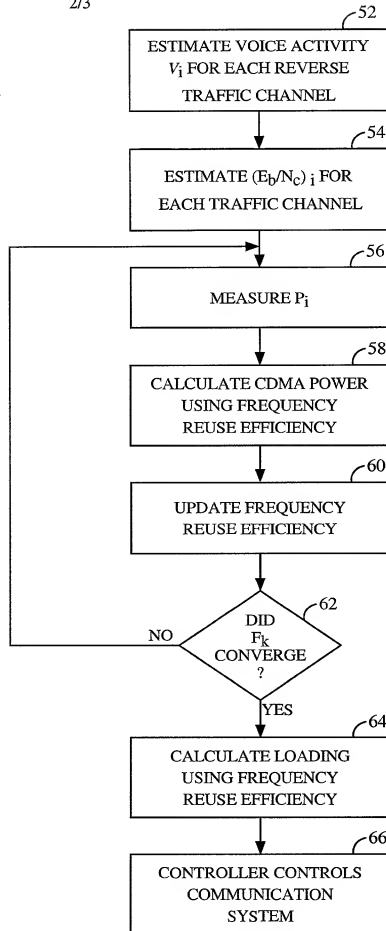 2/3
52
ESTIMATE VOICE ACTIVITY
Vi FOR EACH REVERSE
TRAFFIC CHANNEL
54
ESTIMATE (Eb/Nc) i FOR
EACH TRAFFIC CHANNEL
56
MEASURE Pi
58
CALCULATE CDMA POWER
USING FREQUENCY
REUSE EFFICIENCY
60
UPDATE FREQUENCY
REUSE EFFICIENCY
62
DID
Fk
CONVERGE
?
NO
YES
64
CALCULATE LOADING
USING FREQUENCY
REUSE EFFICIENCY
66
CONTROLLER CONTROLS
COMMUNICATION
SYSTEM